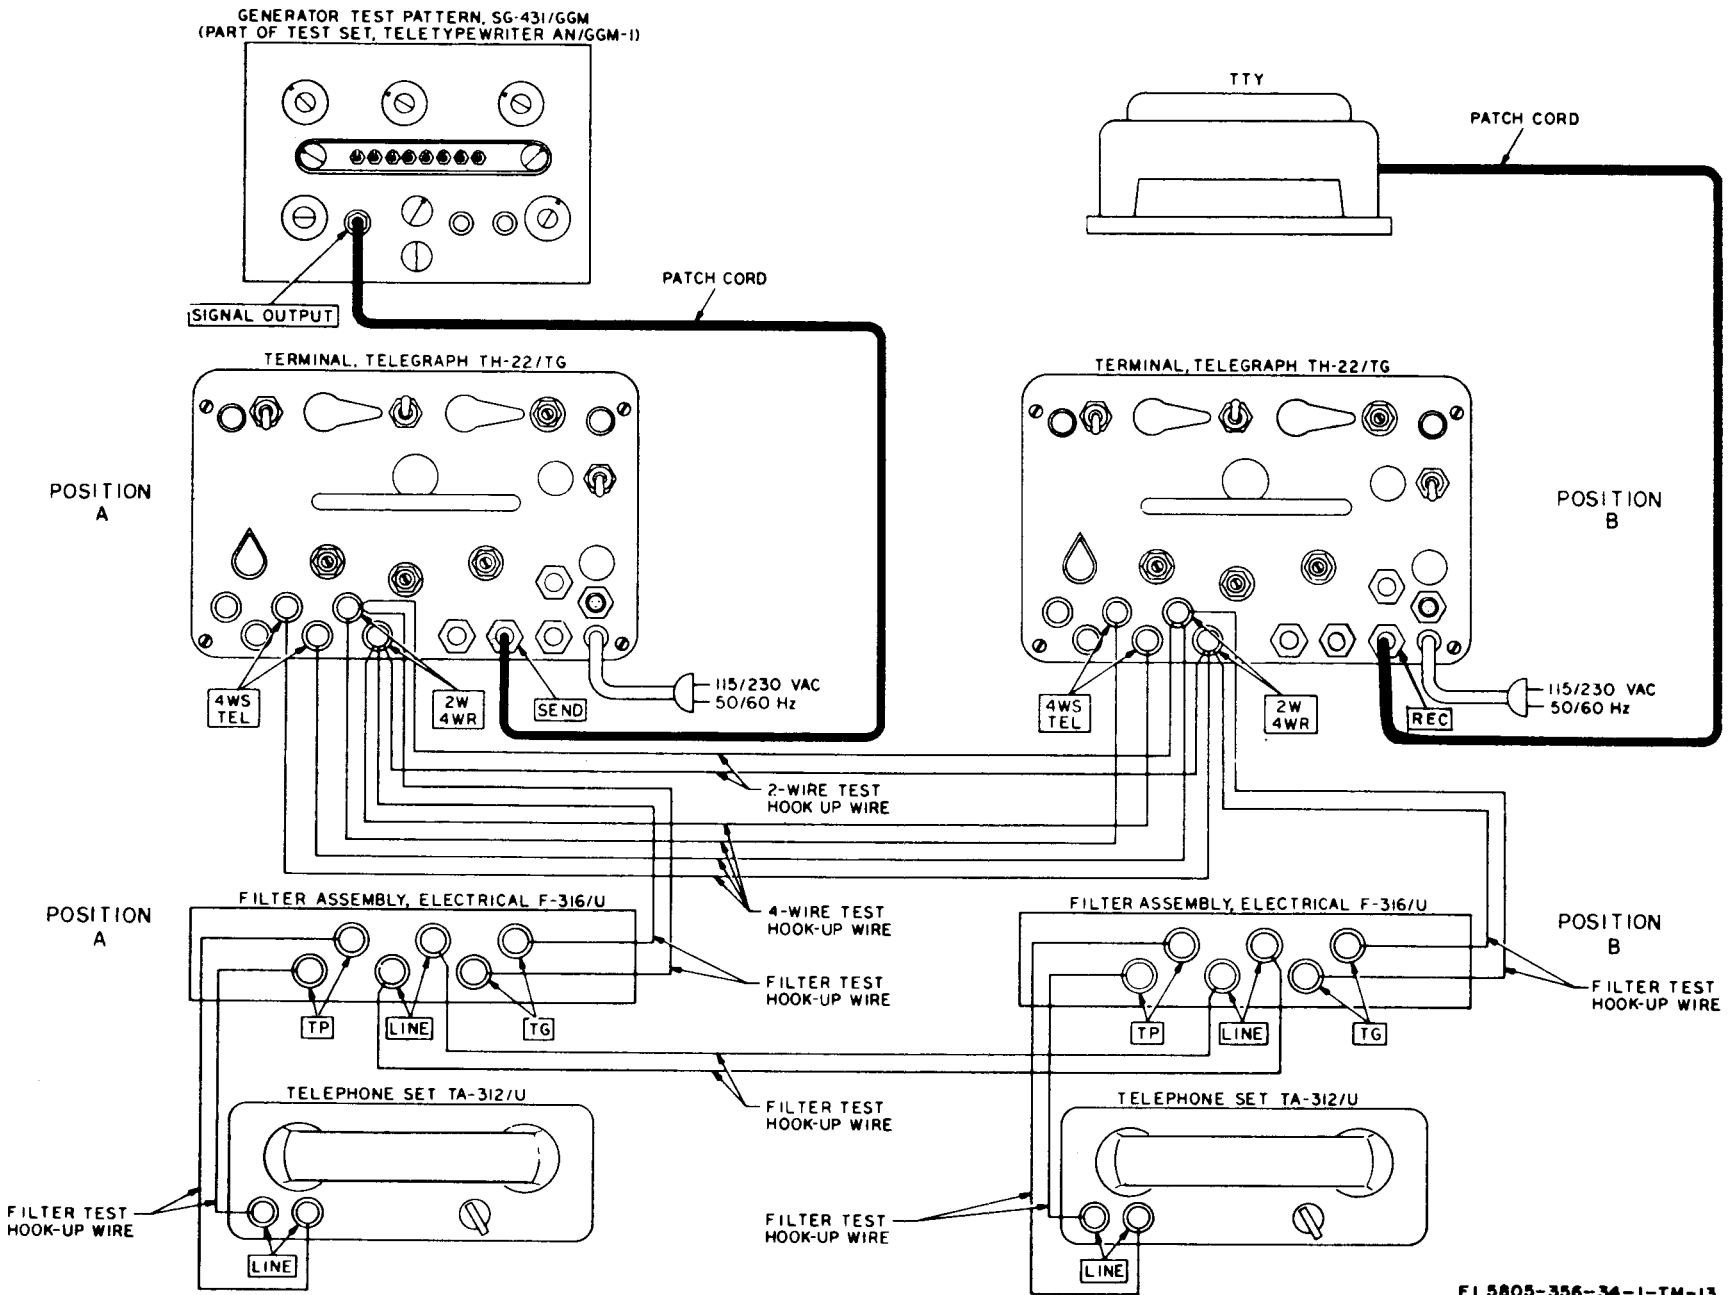 GENERATOR TEST PATTERN, SG-431/GGM
(PART OF TEST SET, TELETYPEWRITER AN/GGM-1)
TTY
PATCH CORD
PATCH CORD
SIGNAL OUTPUT
TERMINAL, TELEGRAPH TH-22/TG
TERMINAL, TELEGRAPH TH-22/TG
POSITION
A
POSITION
B
4WS
TEL
2W
4WR
SEND
115/230 VAC
50/60 Hz
4WS
TEL
2W
4WR
REC
115/230 VAC
50/60 Hz
2-WIRE TEST
HOOK UP WIRE
FILTER ASSEMBLY, ELECTRICAL F-316/U
4-WIRE TEST
HOOK-UP WIRE
FILTER ASSEMBLY, ELECTRICAL F-316/U
POSITION
A
POSITION
B
FILTER TEST
HOOK-UP WIRE
FILTER TEST
HOOK-UP WIRE
TP
LINE
TG
TP
LINE
TG
TELEPHONE SET TA-312/U
FILTER TEST
HOOK-UP WIRE
TELEPHONE SET TA-312/U
FILTER TEST
HOOK-UP WIRE
LINE
FILTER TEST
HOOK-UP WIRE
LINE
EL5805-356-34-1-TM-13